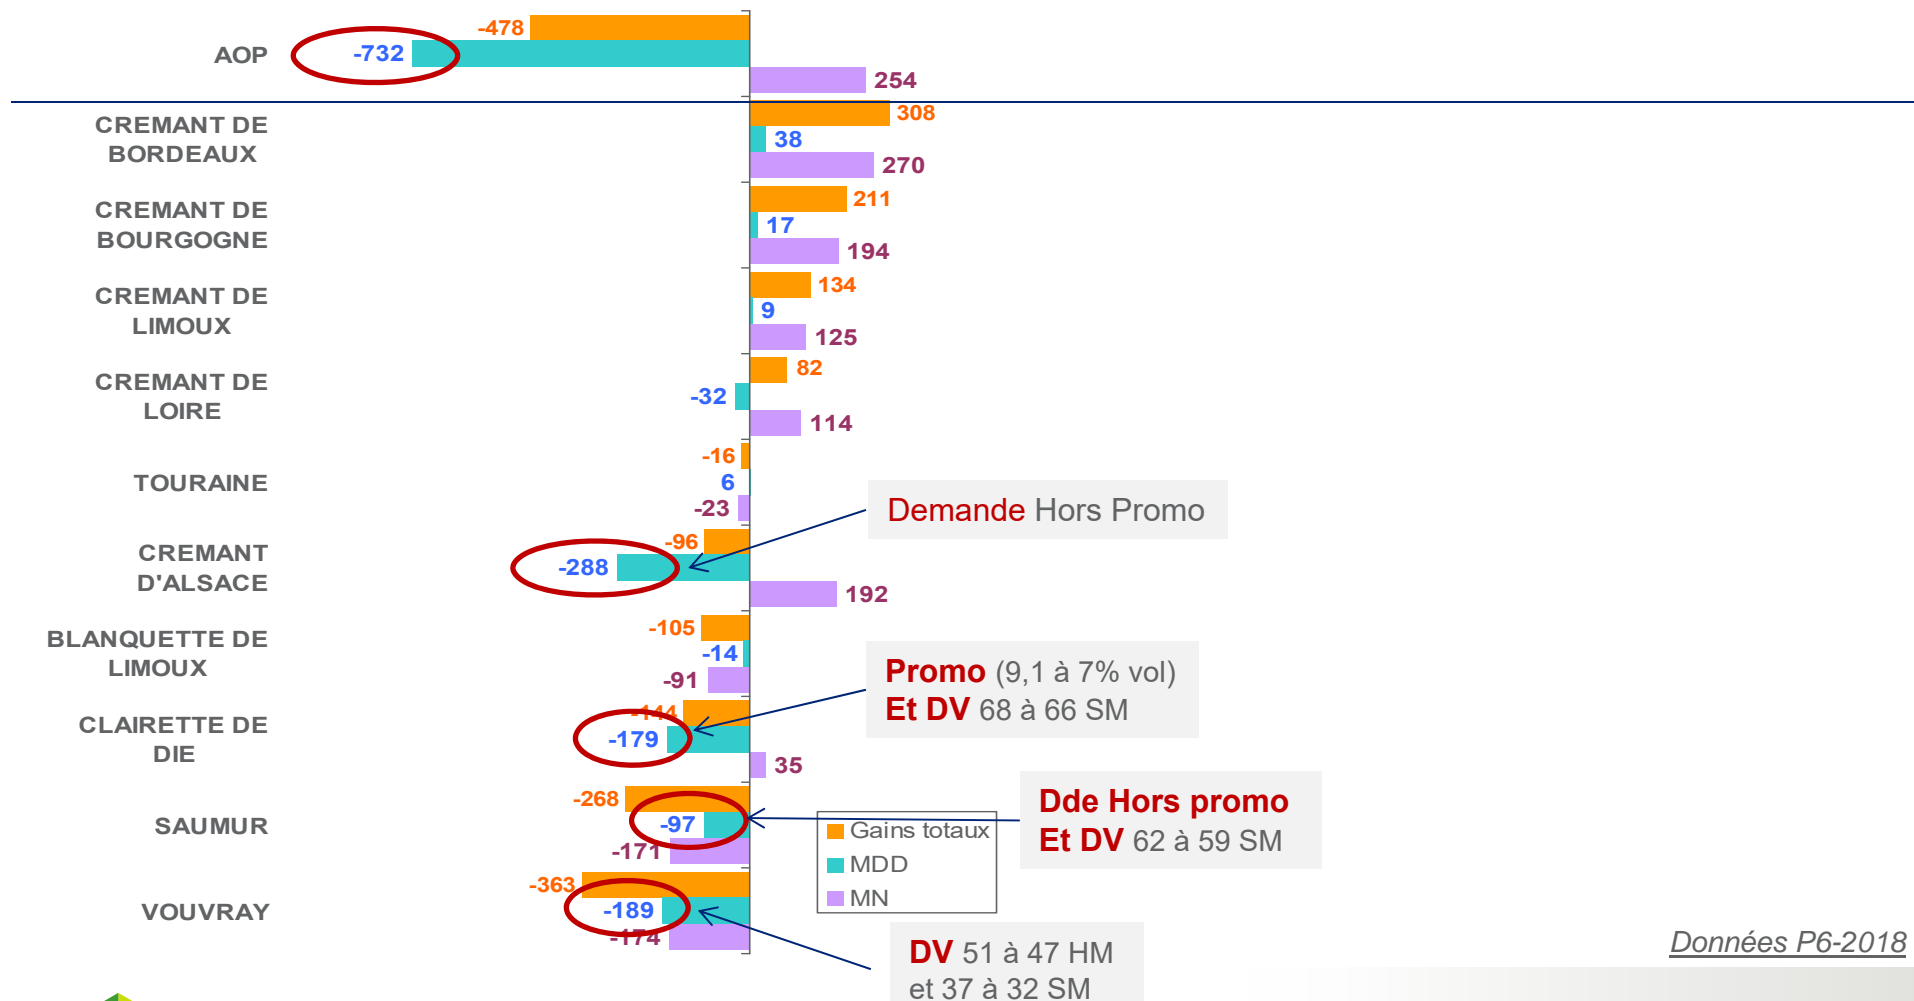 -478
AOP
-732
254
308
CREMANT DE
BORDEAUX
38
270
211
CREMANT DE
BOURGOGNE
17
194
134
CREMANT DE
LIMOUX
9
125
82
CREMANT DE
LOIRE
-32
114
-16
TOURAINE
6
-23
Demande Hors Promo
-96
CREMANT
D'ALSACE
-288
192
-105
BLANQUETTE DE
LIMOUX
-14
-91
Promo (9,1 à 7% vol)
Et DV 68 à 66 SM
-144
CLAIRETTE DE
DIE
-179
35
-268
SAUMUR
-97
-171
Dde Hors promo
Et DV 62 à 59 SM
Gains totaux
MDD
MN
-363
VOUVRAY
-189
-174
DV 51 à 47 HM
et 37 à 32 SM
Données P6-2018